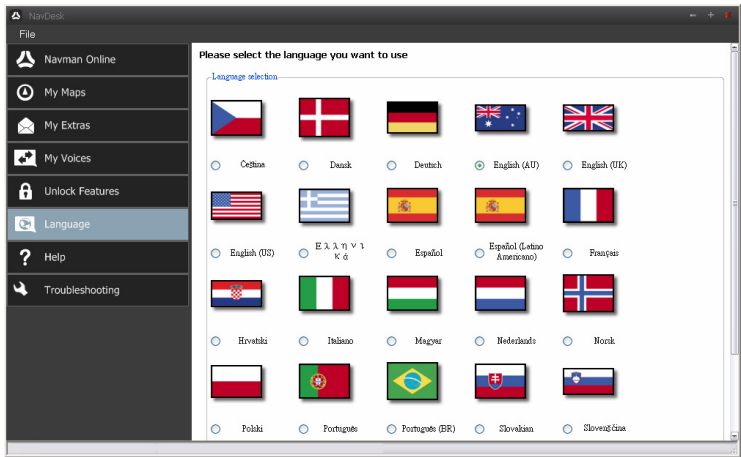 NavDesk
File
Navman Online
My Maps
My Extras
My Voices
Unlock Features
Language
Help
Troubleshooting
Please select the language you want to use
Language selection
Čeština
Dansk
Deutsch
English (AU)
English (UK)
English (US)
Ελληνι
κά
Español
Español (Latino
Americano)
Français
Hrvatski
Italiano
Magyar
Nederlands
Norsk
Polski
Português
Português (BR)
Slovakian
Slovenščina